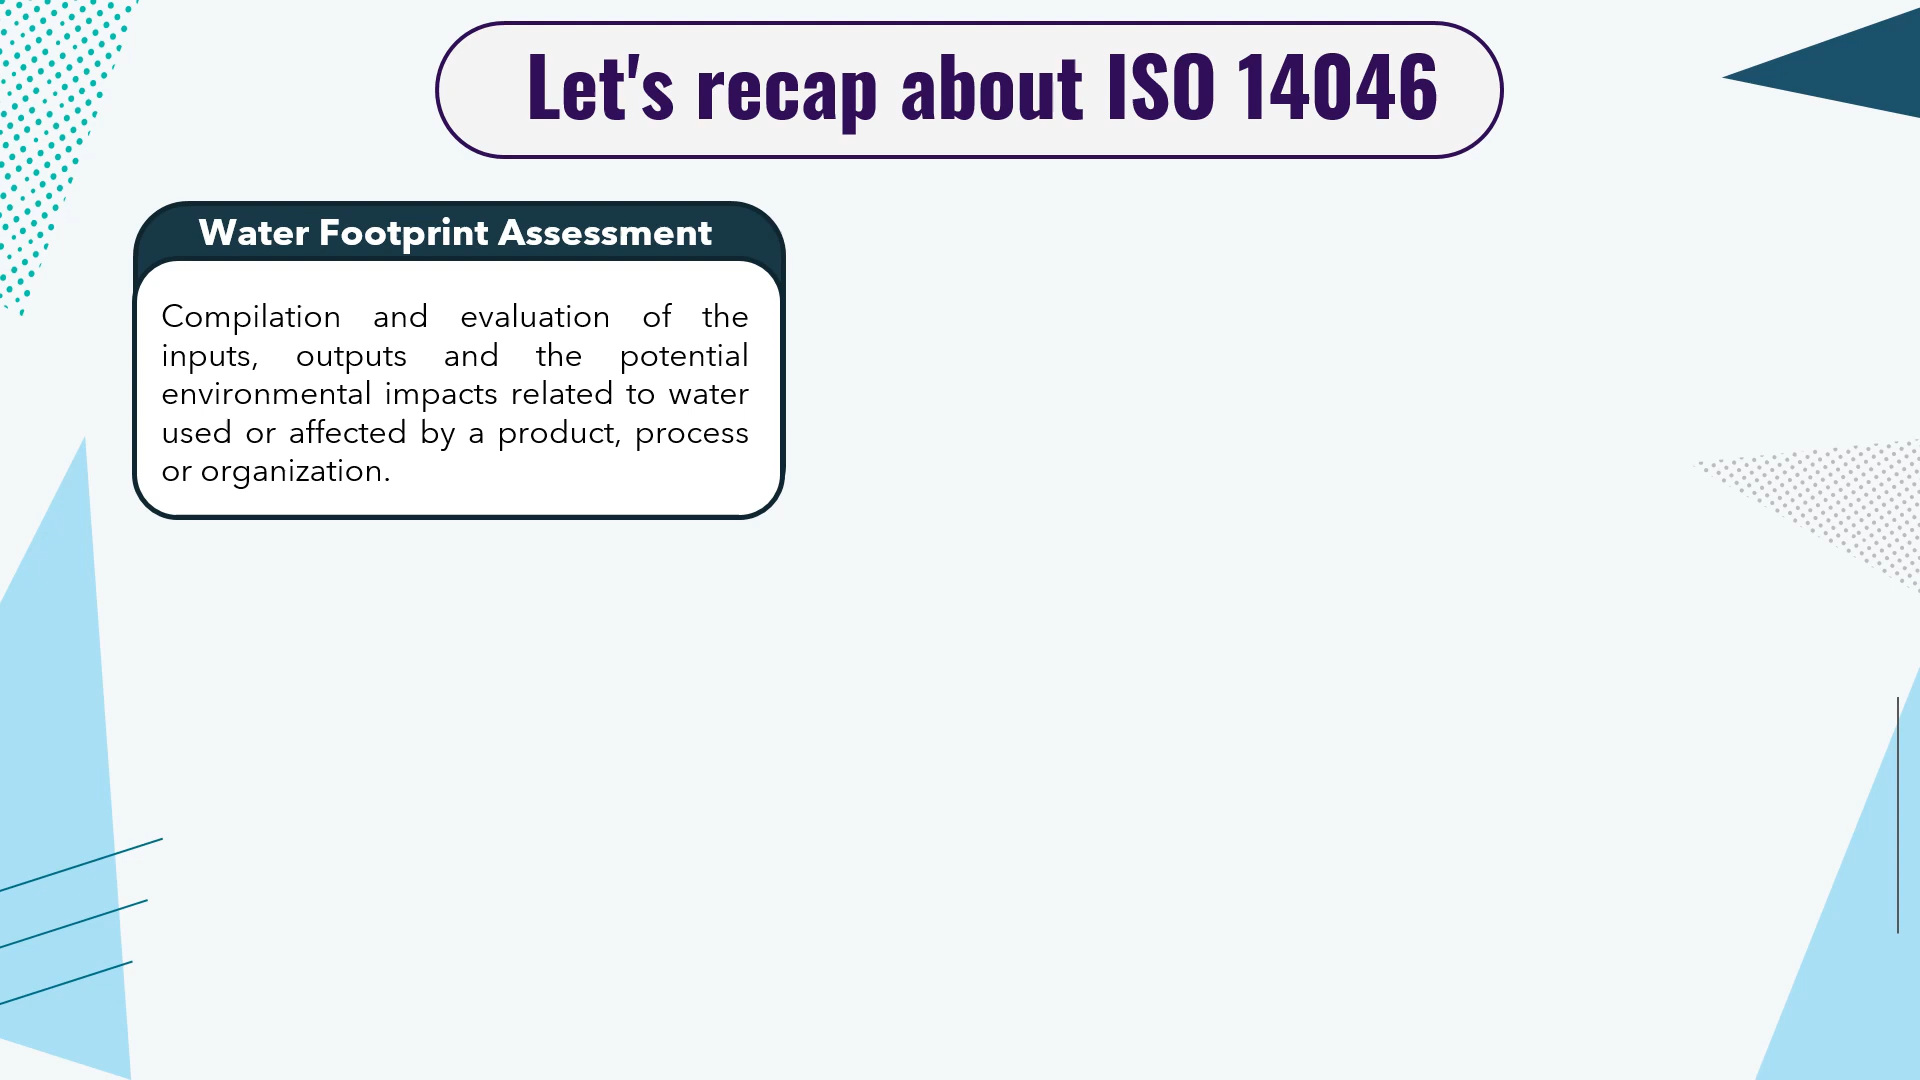 Let's recap about ISO 14046
Water Footprint Assessment
Compilation and evaluation of the
inputs, outputs and the potential
environmental impacts related to water
used or affected by a product, process
or organization.